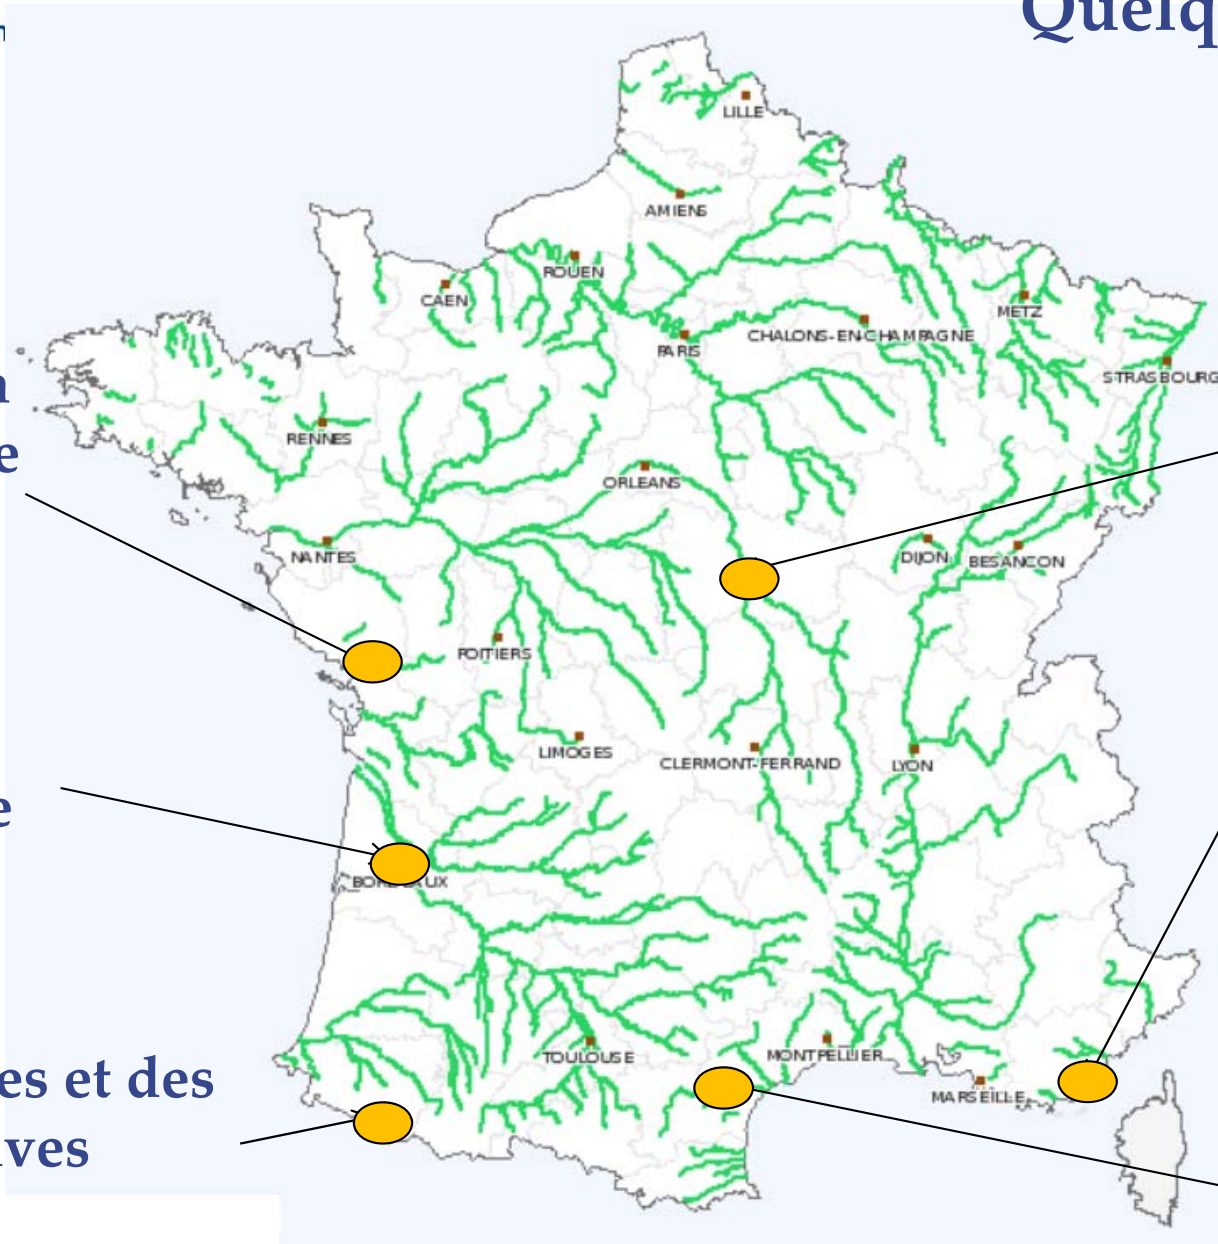 Quelq
LILLE
AMIENS
ROUEN
CAEN
METZ
CHALONS-EN-CHAMPAGNE
PARIS
STRASBOURG
RENNES
e
ORLEANS
NANTES
DIJON
BESANCON
POITIERS
LIMOGES
CLERMONT-FERRAND
LYON
e
TOULOUSE
MONTPELLIER
es et des
MARSEILLE
ves